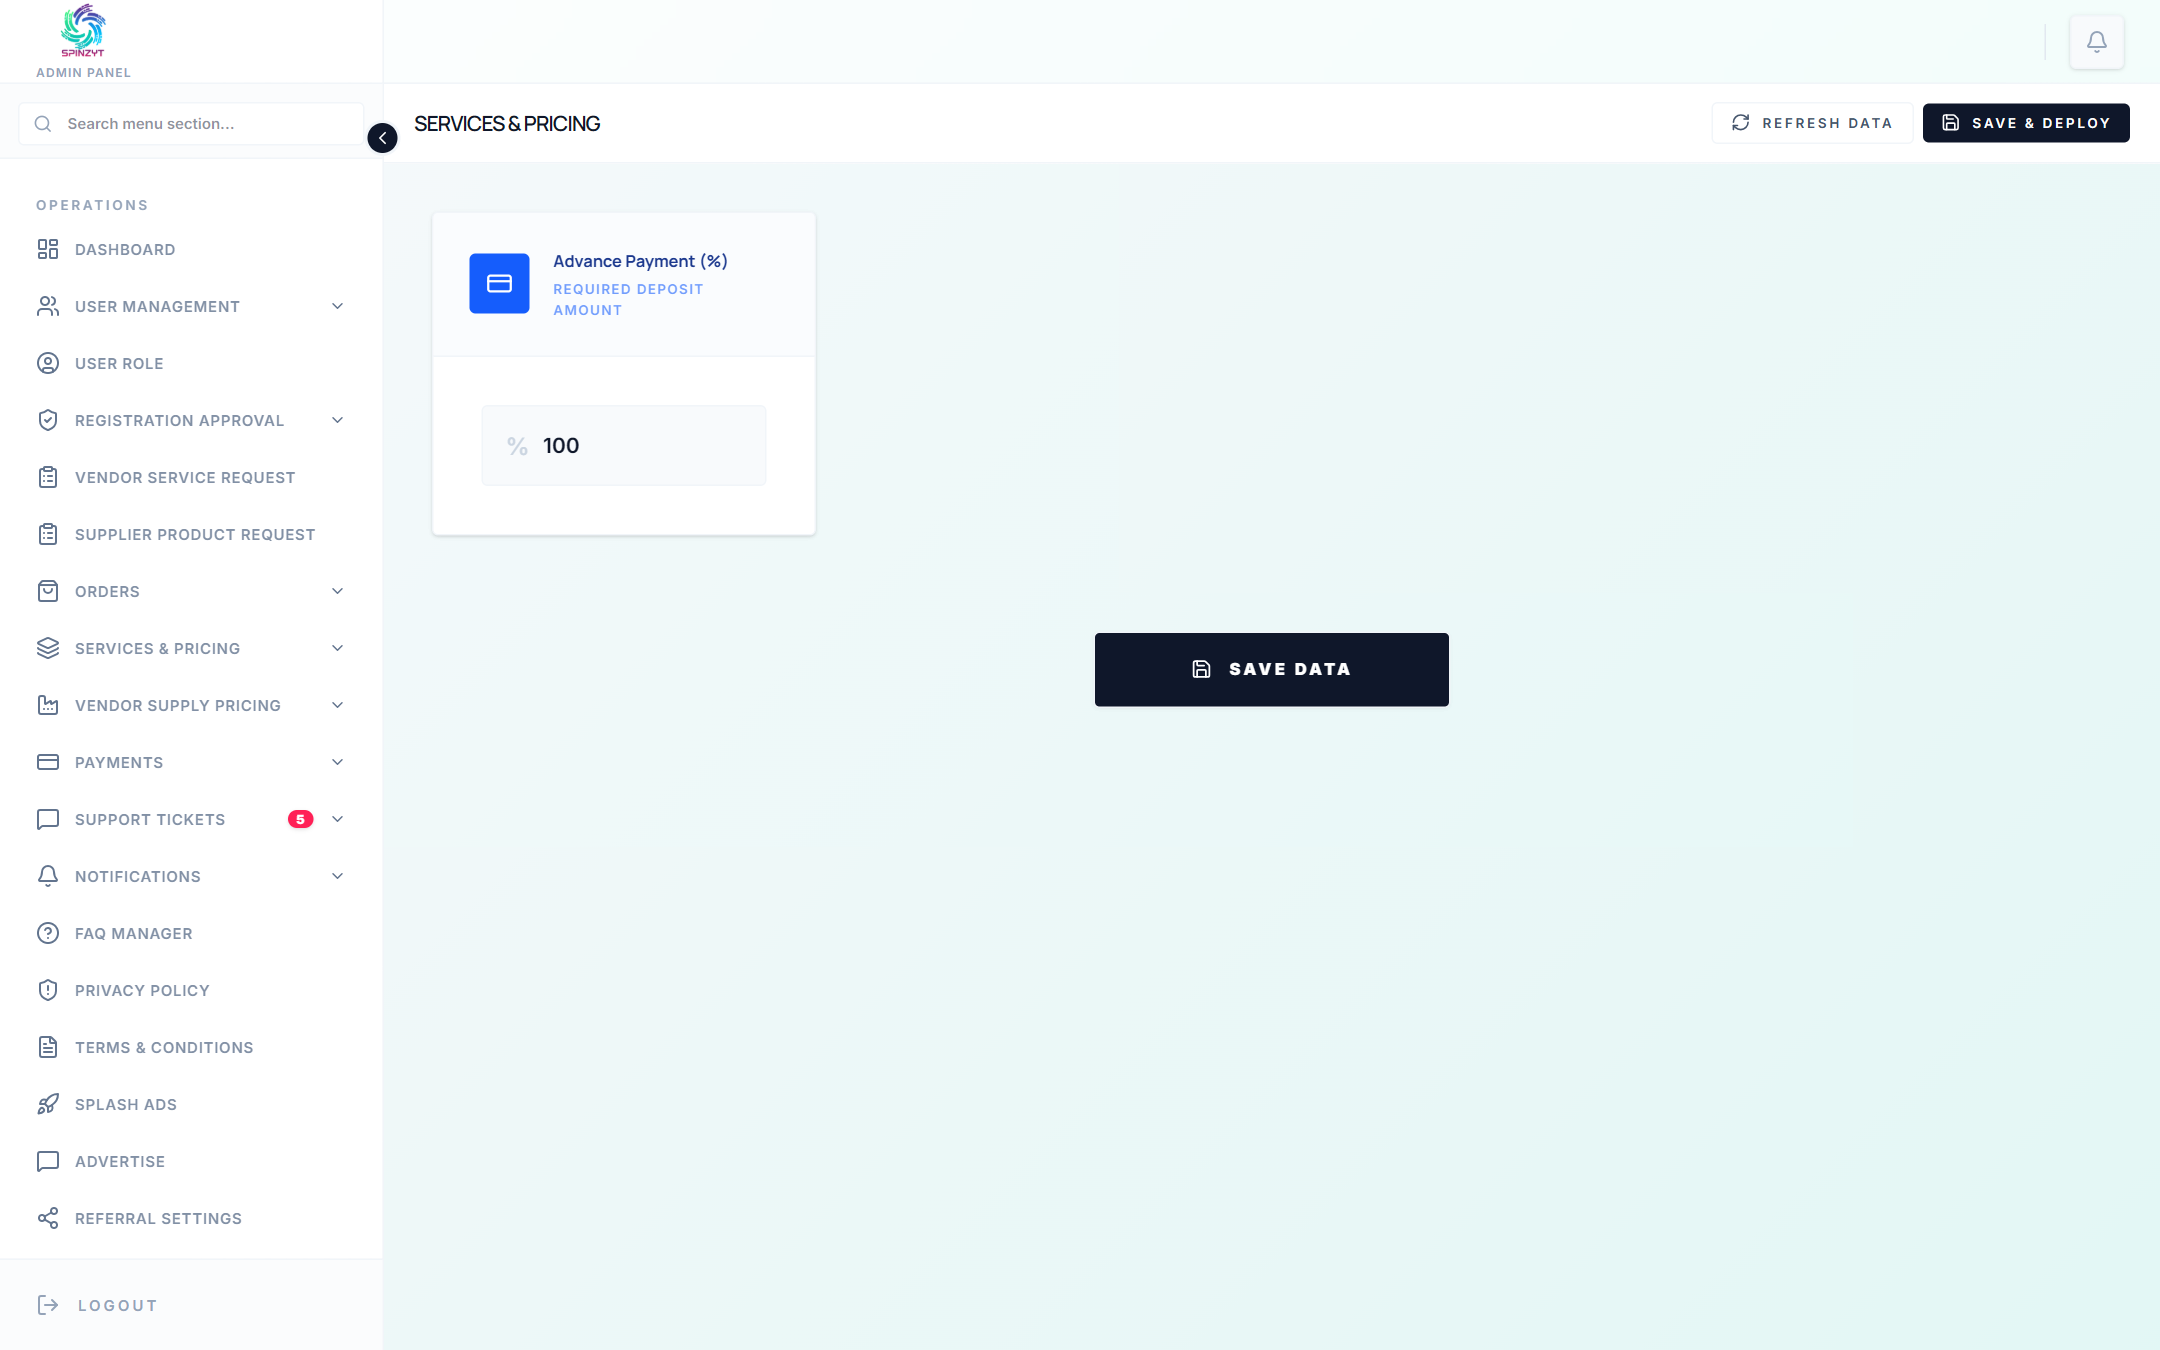 SPINZYT
ADMIN PANEL
Search menu section...
OPERATIONS
DASHBOARD
USER MANAGEMENT
USER ROLE
REGISTRATION APPROVAL
VENDOR SERVICE REQUEST
SUPPLIER PRODUCT REQUEST
ORDERS
SERVICES & PRICING
VENDOR SUPPLY PRICING
PAYMENTS
SUPPORT TICKETS 5
NOTIFICATIONS
FAQ MANAGER
PRIVACY POLICY
TERMS & CONDITIONS
SPLASH ADS
ADVERTISE
REFERRAL SETTINGS
LOGOUT
SERVICES & PRICING
REFRESH DATA
SAVE & DEPLOY
Advance Payment (%)
REQUIRED DEPOSIT
AMOUNT
% 100
SAVE DATA